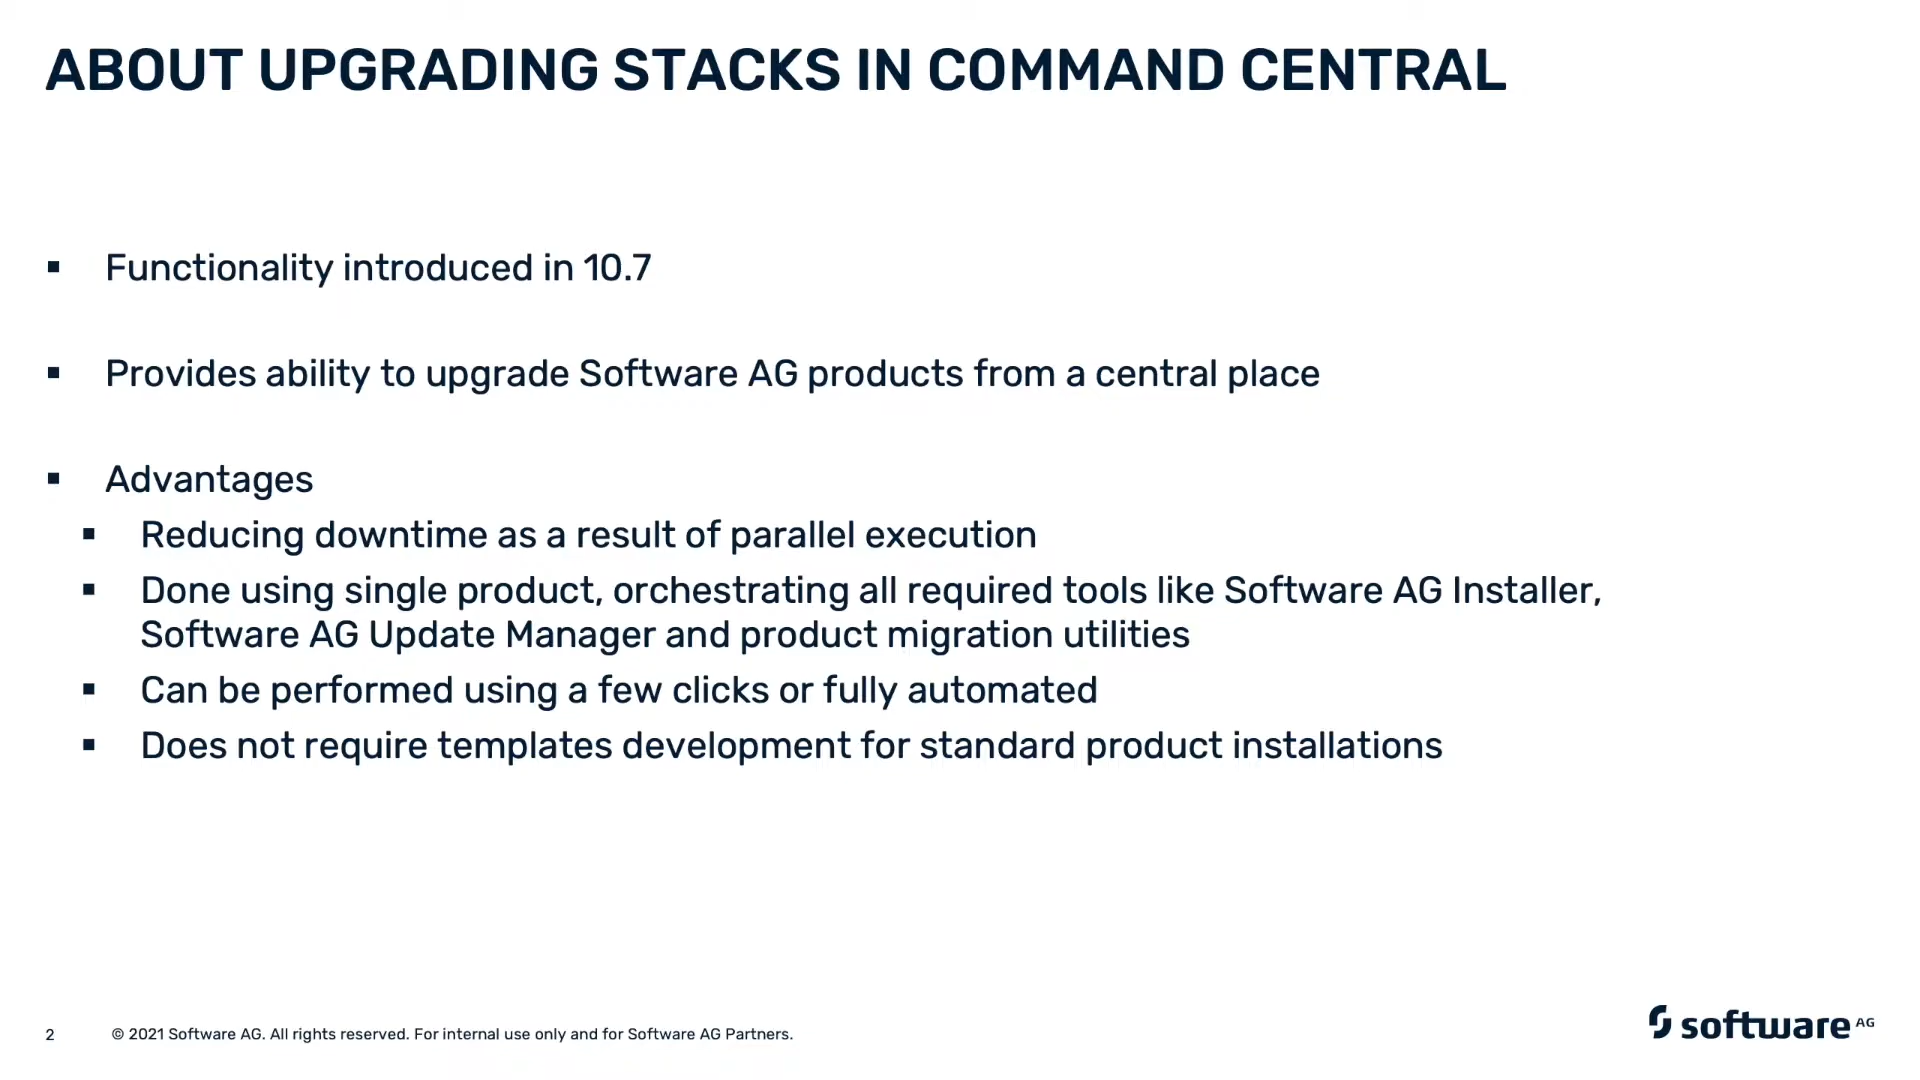 ABOUT UPGRADING STACKS IN COMMAND CENTRAL
▪ Functionality introduced in 10.7
▪ Provides ability to upgrade Software AG products from a central place
▪ Advantages
▪ Reducing downtime as a result of parallel execution
▪ Done using single product, orchestrating all required tools like Software AG Installer,
Software AG Update Manager and product migration utilities
▪ Can be performed using a few clicks or fully automated
▪ Does not require templates development for standard product installations
2 © 2021 Software AG. All rights reserved. For internal use only and for Software AG Partners.
software AG